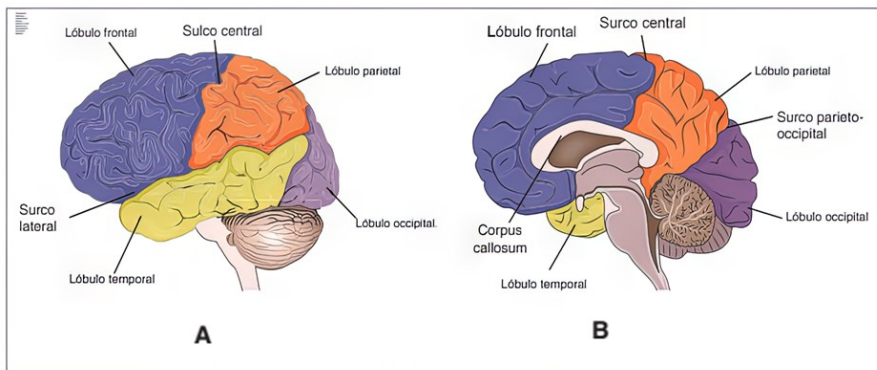 Lóbulo frontal
Sulco central
Lóbulo parietal
Surco
lateral
Lóbulo occipital.
Lóbulo temporal
A
Lóbulo frontal
Surco central
Lóbulo parietal
Surco parieto-
occipital
Corpus
callosum
Lóbulo occipital
Lóbulo temporal
B